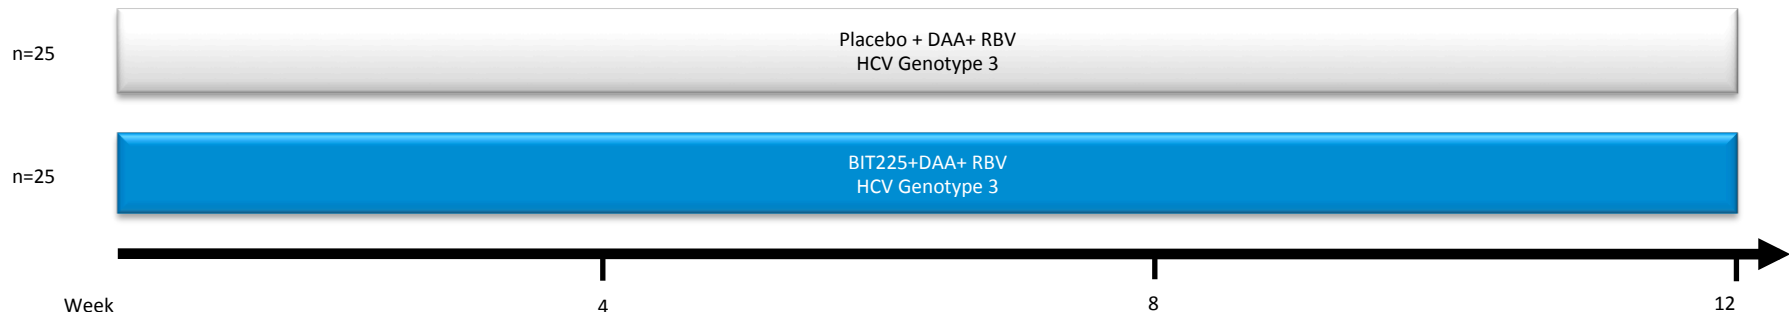 n=25
Placebo + DAA+ RBV
HCV Genotype 3
n=25
BIT225+DAA+ RBV
HCV Genotype 3
Week 4 8 12